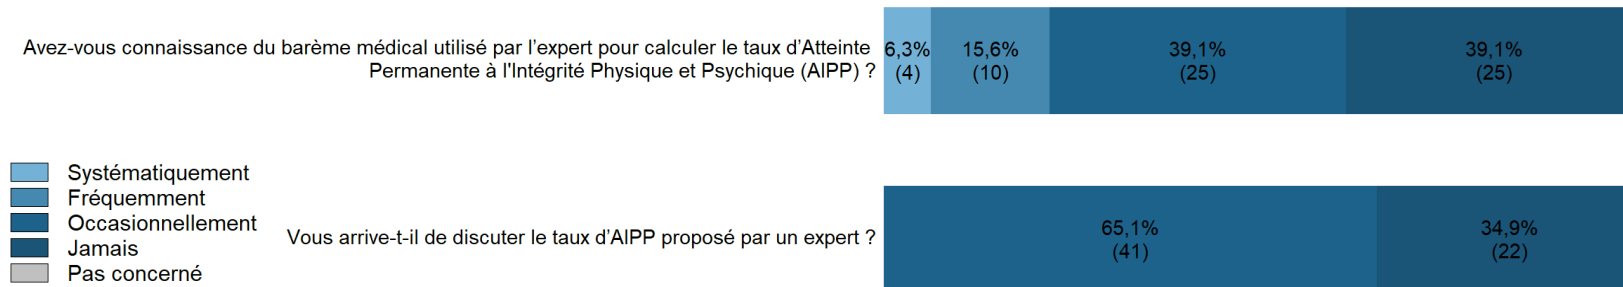 Avez-vous connaissance du barème médical utilisé par l’expert pour calculer le taux d’Atteinte
Permanente à l'Intégrité Physique et Psychique (AIPP) ?
6,3% 15,6% 39,1% 39,1%
(4) (10) (25) (25)
Systématiquement
Fréquemment
Occasionnellement
Jamais
Pas concerné
Vous arrive-t-il de discuter le taux d’AIPP proposé par un expert ?
65,1% 34,9%
(41) (22)